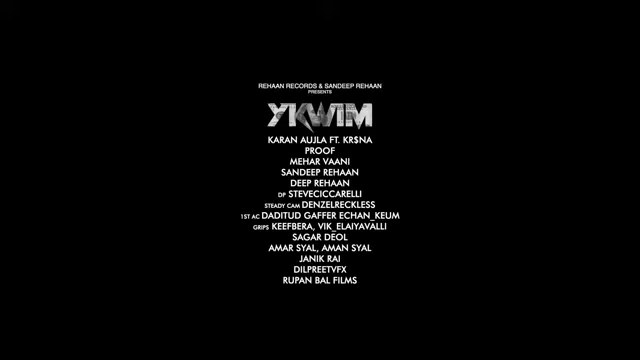 REHAAN RECORDS & SANDEEP REHAAN
PRESENTS
YKWIM
KARAN AUJLA FT. KR$NA
PROOF
MEHAR VAANI
SANDEEP REHAAN
DEEP REHAAN
DP STEVECICCARELLI
STEADY CAM DENZELRECKLESS
1ST AC DADITUD GAFFER ECHAN_KEUM
GRIPS KEEFBERA, VIK_ELAIYAVALLI
SAGAR DEOL
AMAR SYAL, AMAN SYAL
JANIK RAI
DILPREETVFX
RUPAN BAL FILMS